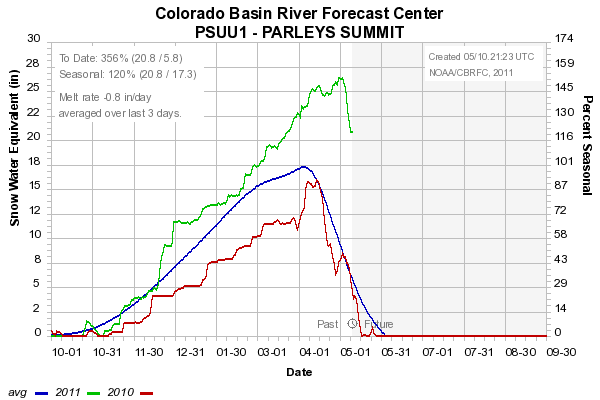 Colorado Basin River Forecast Center
PSUU1 - PARLEYS SUMMIT
To Date: 356% (20.8 / 5.8)
Seasonal: 120% (20.8 / 17.3)
Melt rate -0.8 in/day
averaged over last 3 days.
Created 05/10.21:23 UTC
NOAA/CBRFC, 2011
Snow Water Equivalent (in)
30
28
25
22
20
18
15
12
10
8
5
2
0
Percent Seasonal
174
159
145
130
116
101
87
72
58
43
29
14
0
Past Future
10-01 10-31 11-30 12-31 01-31 03-01 04-01 05-01 05-31 07-01 07-31 08-30 09-30
Date
avg 2011 2010